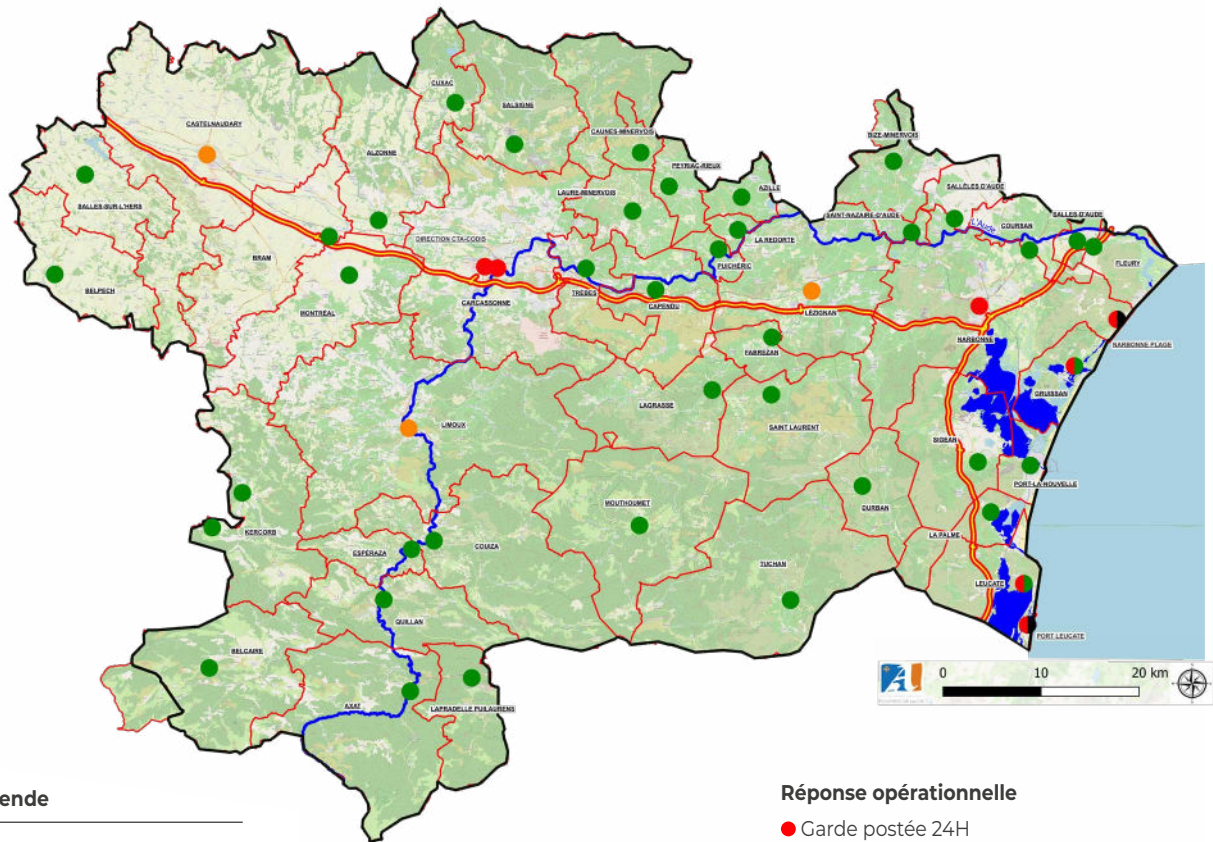 CUXAC
SALSIGNE
CASTELNAUDARY
CAUNES-MINERVOIS
BIZE-MINERVOIS
ALZONNE
PEYRIAC-RIEUX
SALLÈLES D'AUDE
LAURE-MINERVOIS
AZILLE
SALLES-SUR-L'HERS
SAINT-NAZAIRE-D'AUDE
SALLES-D'AUDE
L'Aude
COURSAN
DIRECTION CTA-CODIS
LA REDORTE
BRAM
PUICHÉRIC
FLEURY
BELPECH
TRÈBES
CARCASSONNE
CAPENDU
MONTRÉAL
LÉZIGNAN
NARBONNE
NARBONNE PLAGE
FABREZAN
GRUISSAN
LAGRASSE
LIMOUX
SAINT LAURENT
SIGEAN
PORT-LA-NOUVELLE
MOUTHOUMET
DURBAN
KERCORB
LA PALME
ESPÉRAZA
COUIZA
TUCHAN
LEUCATE
QUILLAN
PORT LEUCATE
BELCAIRE
0 10 20 km
AXAT
LAPRADELLE PUILAURENS
ende
Réponse opérationnelle
Garde postée 24H